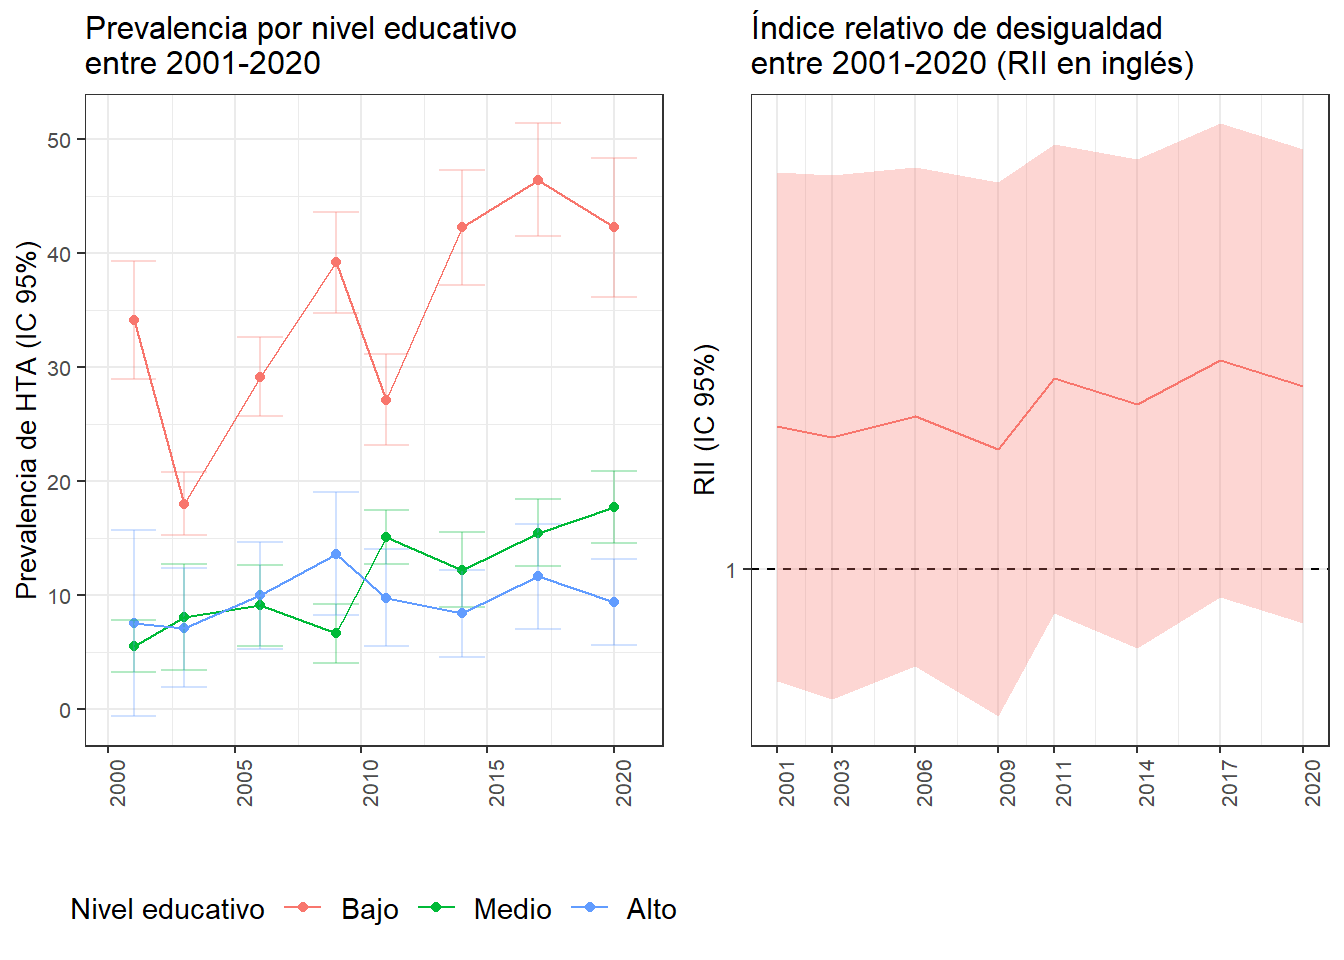 Prevalencia por nivel educativo
entre 2001-2020
Prevalencia de HTA (IC 95%)
50
40
30
20
10
0
2000
2005
2010
2015
2020
Índice relativo de desigualdad
entre 2001-2020 (RII en inglés)
RII (IC 95%)
1
2001
2003
2006
2009
2011
2014
2017
2020
Nivel educativo Bajo Medio Alto